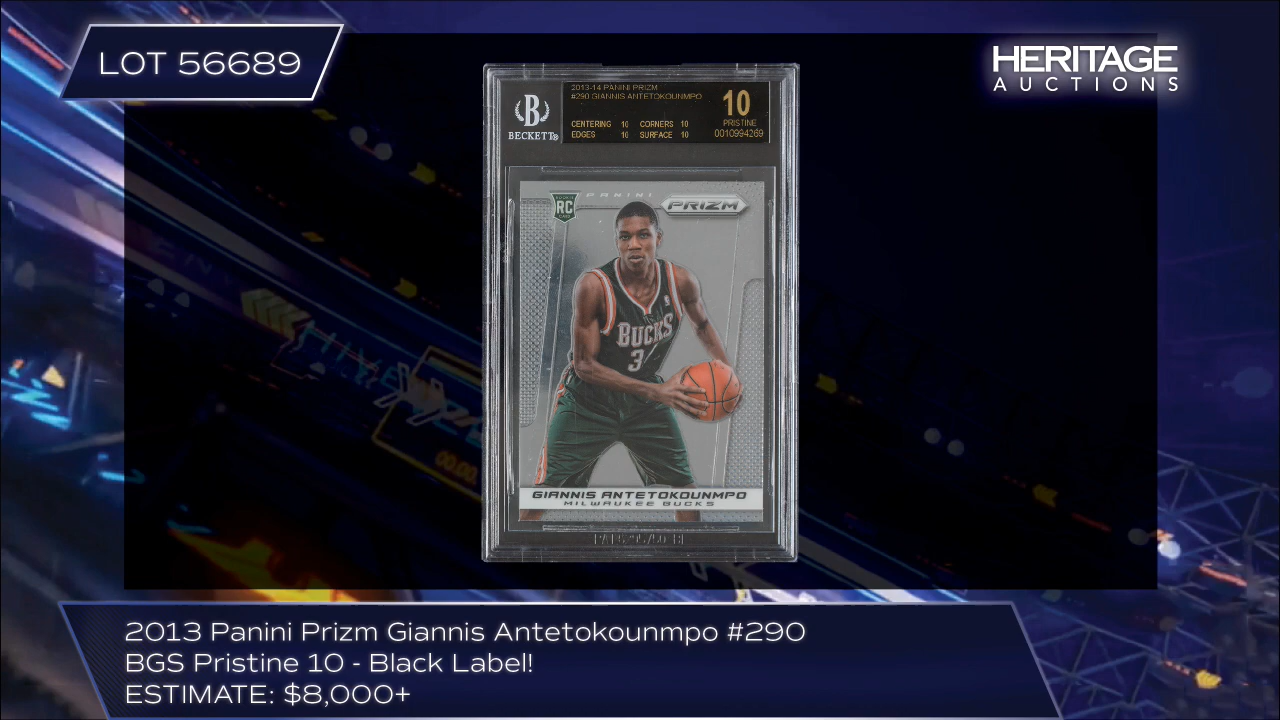 LOT 56689
HERITAGE
AUCTIONS
2013-14 PANINI PRIZM
#290 GIANNIS ANTETOKOUNMPO
CENTERING 10 CORNERS 10
EDGES 10 SURFACE 10
10
PRISTINE
0010994269
B
BECKETT®
RC
PANINI
PRIZM
BUCKS
GIANNIS ANTETOKOUNMPO
MILWAUKEE BUCKS
2013 Panini Prizm Giannis Antetokounmpo #290
BGS Pristine 10 - Black Label!
ESTIMATE: $8,000+